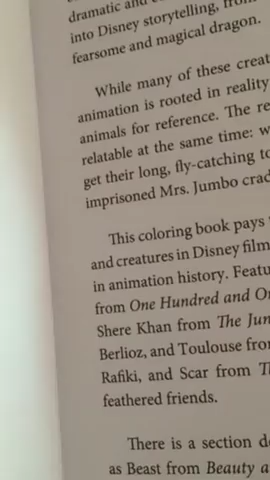 dramatic and
into Disney storytelling, from
fearsome and magical dragon.
While many of these creat
animation is rooted in reality
animals for reference. The re
relatable at the same time: w
get their long, fly-catching to
imprisoned Mrs. Jumbo crad
This coloring book pays
and creatures in Disney film
in animation history. Featu
from One Hundred and On
Shere Khan from The Jun
Berlioz, and Toulouse fro
Rafiki, and Scar from T
feathered friends.
There is a section d
as Beast from Beauty a